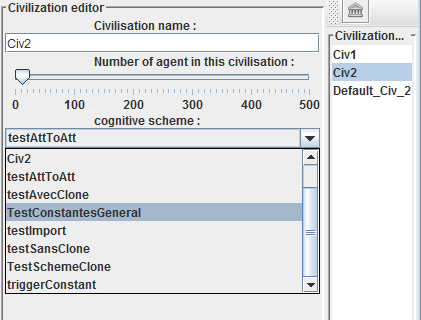 Civilization editor
Civilisation name :
Civ2
Number of agent in this civilisation :
0 100 200 300 400 500
cognitive scheme :
testAttToAtt
Civ2
testAttToAtt
testAvecClone
TestConstantesGeneral
testImport
testSansClone
TestSchemeClone
triggerConstant
Civilization...
Civ1
Civ2
Default_Civ_2